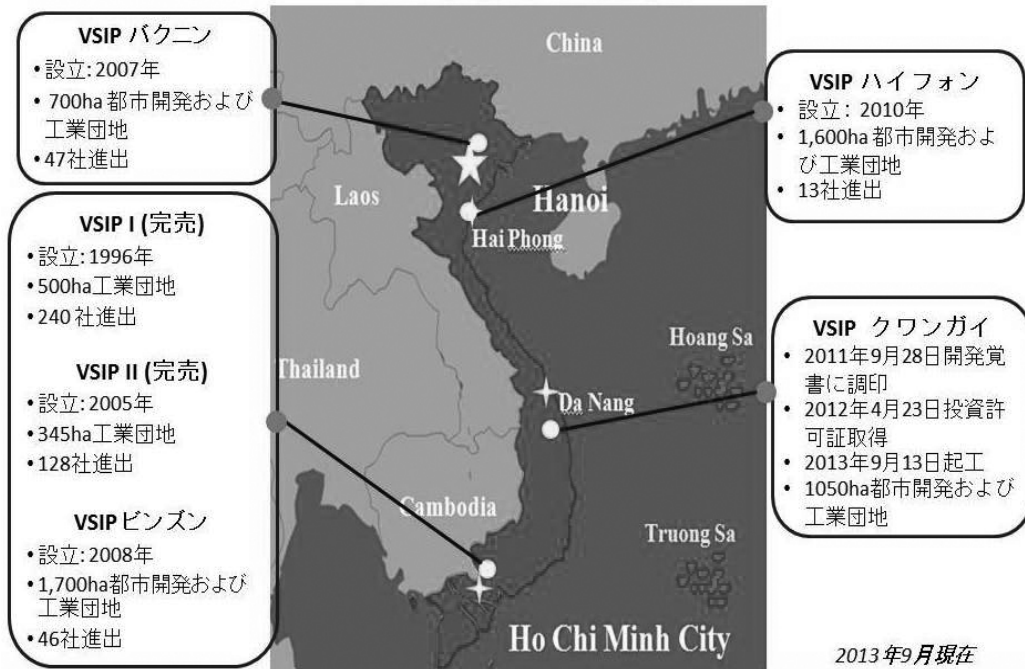 VSIP バクニン
• 設立: 2007年
• 700ha 都市開発および
工業団地
• 47社進出
VSIP I (完売)
• 設立: 1996年
• 500ha工業団地
• 240 社進出
VSIP II (完売)
• 設立: 2005年
• 345ha工業団地
• 128社進出
VSIP ビンズン
• 設立: 2008年
• 1,700ha都市開発および
工業団地
• 46社進出
China
Laos
Hanoi
Hai Phong
Thailand
Hoang Sa
Da Nang
Cambodia
Truong Sa
Ho Chi Minh City
VSIP ハイフォン
• 設立： 2010年
• 1,600ha 都市開発およ
び工業団地
• 13社進出
VSIP クワンガイ
• 2011年9月28日開発覚
書に調印
• 2012年4月23日投資許
可証取得
• 2013年9月13日起工
• 1050ha都市開発および
工業団地
2013年9月現在